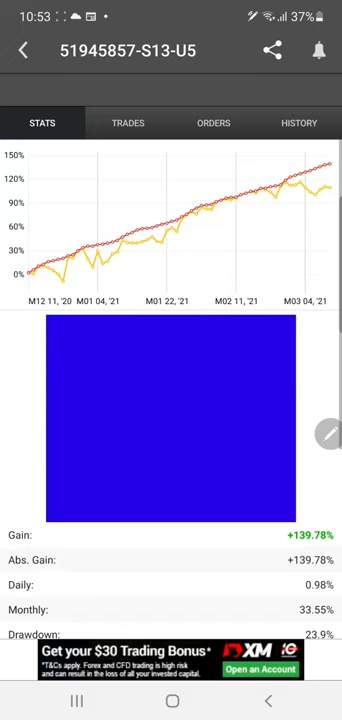 10:53 37%
51945857-S13-U5
STATS TRADES ORDERS HISTORY
150%
120%
90%
60%
30%
0%
M12 11, '20 M01 04, '21 M01 22, '21 M02 11, '21 M03 04, '21
Gain: +139.78%
Abs. Gain: +139.78%
Daily: 0.98%
Monthly: 33.55%
Drawdown: 23.9%
Get your $30 Trading Bonus* XM
*T&Cs apply. Forex and CFD trading is high risk
and can result in the loss of all your invested capital.
Open an Account